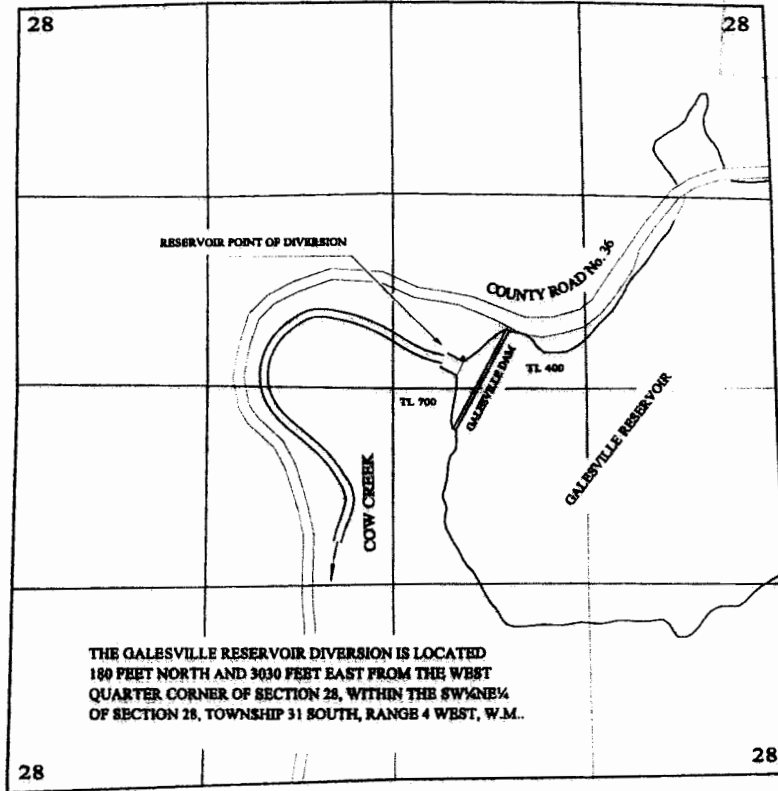 28
28
RESERVOIR POINT OF DIVERSION
COUNTY ROAD No. 36
TL 400
TL 700
GALESVILLE DAM
GALESVILLE RESERVOIR
COW CREEK
THE GALESVILLE RESERVOIR DIVERSION IS LOCATED
180 FEET NORTH AND 3030 FEET EAST FROM THE WEST
QUARTER CORNER OF SECTION 28, WITHIN THE SW¼NE¼
OF SECTION 28, TOWNSHIP 31 SOUTH, RANGE 4 WEST, W.M..
28
28